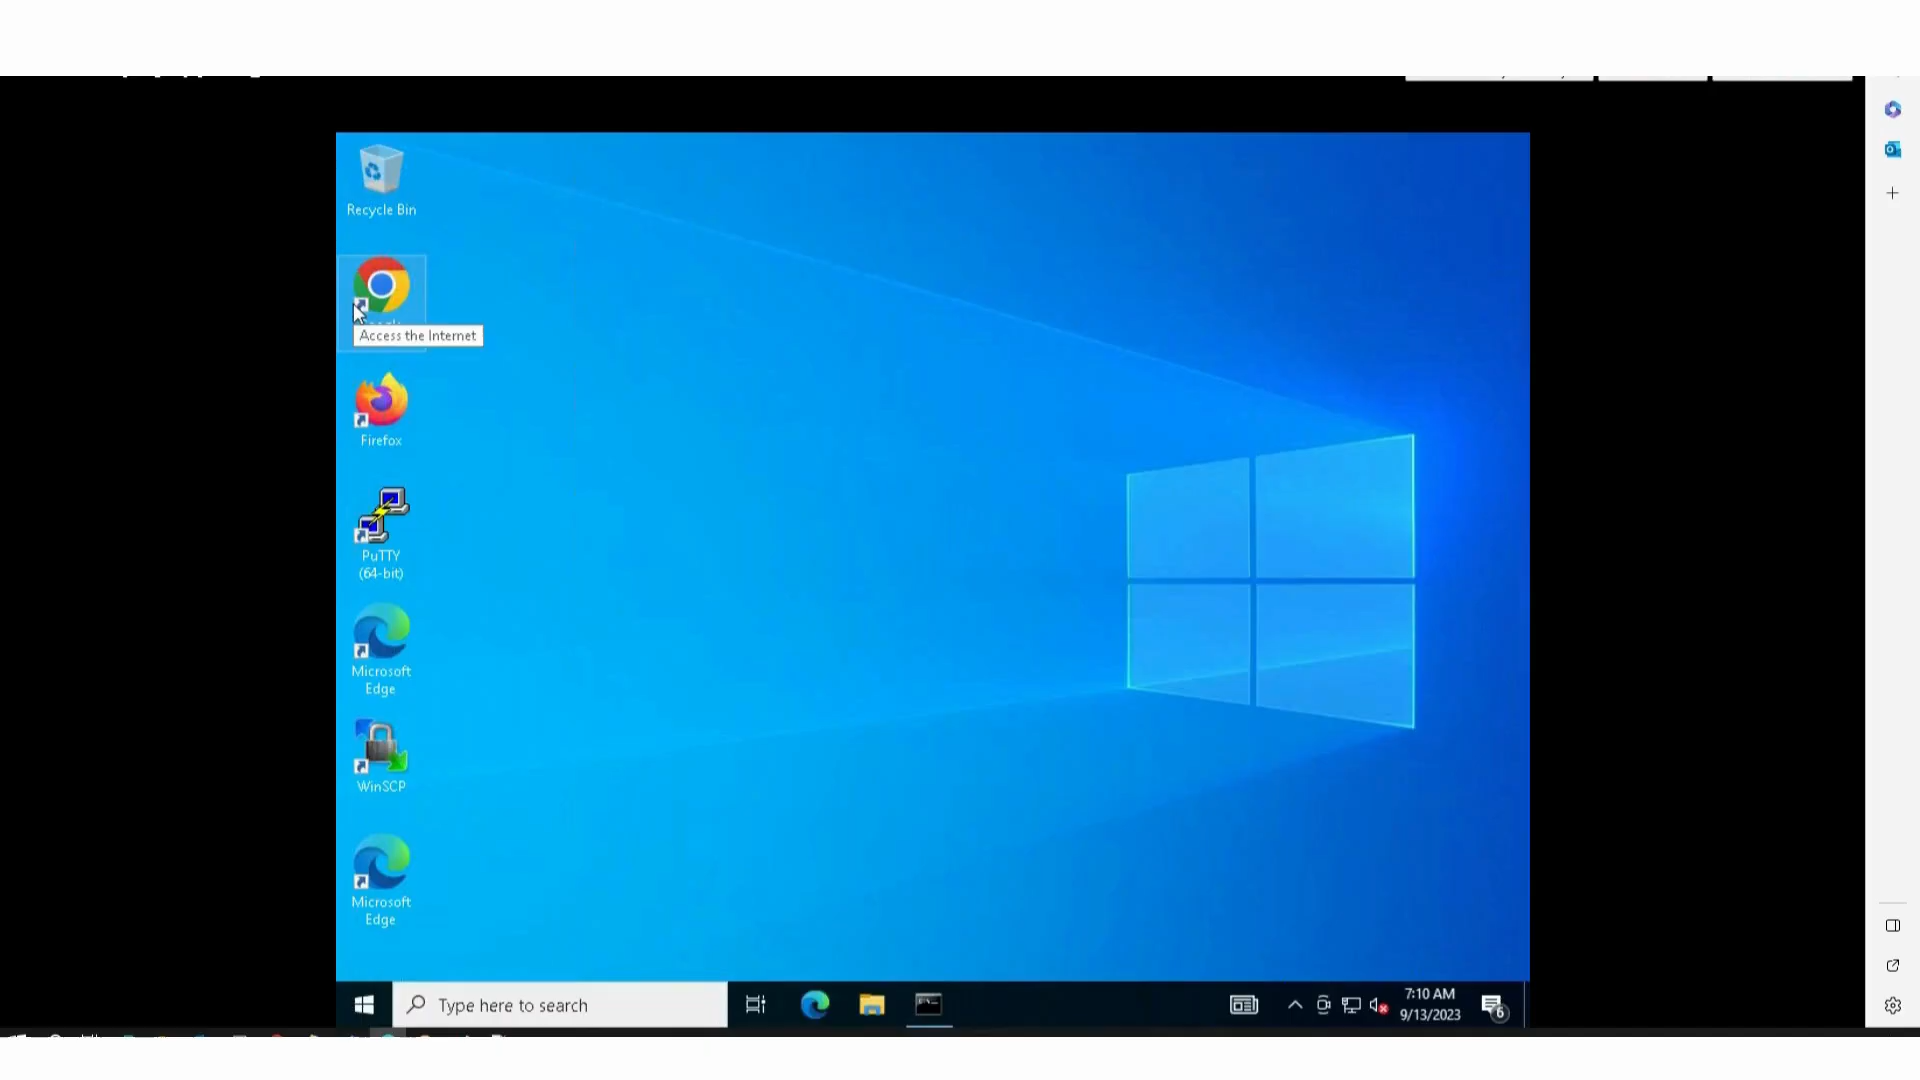 Recycle Bin
Access the Internet
Firefox
PuTTY
(64-bit)
Microsoft
Edge
WinSCP
Microsoft
Edge
Type here to search
7:10 AM
9/13/2023
6